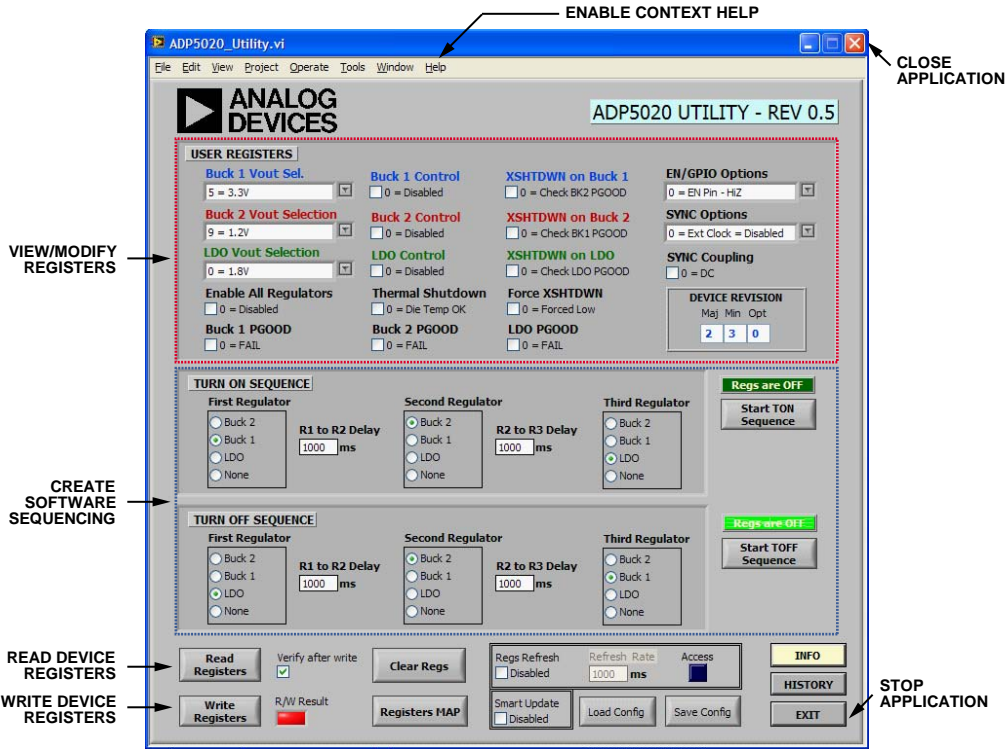 ENABLE CONTEXT HELP
ADP5020_Utility.vi
CLOSE
APPLICATION
File Edit View Project Operate Tools Window Help
ANALOG
DEVICES
ADP5020 UTILITY - REV 0.5
VIEW/MODIFY
REGISTERS
USER REGISTERS
Buck 1 Vout Sel.
5 = 3.3V
Buck 1 Control
0 = Disabled
XSHTDWN on Buck 1
0 = Check BK2 PGOOD
EN/GPIO Options
0 = EN Pin - HiZ
Buck 2 Vout Selection
9 = 1.2V
Buck 2 Control
0 = Disabled
XSHTDWN on Buck 2
0 = Check BK1 PGOOD
SYNC Options
0 = Ext Clock = Disabled
LDO Vout Selection
0 = 1.8V
LDO Control
0 = Disabled
XSHTDWN on LDO
0 = Check LDO PGOOD
SYNC Coupling
0 = DC
Enable All Regulators
0 = Disabled
Thermal Shutdown
0 = Die Temp OK
Force XSHTDWN
0 = Forced Low
DEVICE REVISION
Maj Min Opt
2 3 0
Buck 1 PGOOD
0 = FAIL
Buck 2 PGOOD
0 = FAIL
LDO PGOOD
0 = FAIL
CREATE
SOFTWARE
SEQUENCING
TURN ON SEQUENCE
First Regulator
Buck 2
Buck 1
LDO
None
R1 to R2 Delay
1000 ms
Second Regulator
Buck 2
Buck 1
LDO
None
R2 to R3 Delay
1000 ms
Third Regulator
Buck 2
Buck 1
LDO
None
Regs are OFF
Start TON
Sequence
TURN OFF SEQUENCE
First Regulator
Buck 2
Buck 1
LDO
None
R1 to R2 Delay
1000 ms
Second Regulator
Buck 2
Buck 1
LDO
None
R2 to R3 Delay
1000 ms
Third Regulator
Buck 2
Buck 1
LDO
None
Regs are Off
Start TOFF
Sequence
READ DEVICE
REGISTERS
Read
Registers
Verify after write
Clear Regs
Regs Refresh
Disabled
Refresh Rate
1000 ms
Access
INFO
HISTORY
WRITE DEVICE
REGISTERS
Write
Registers
R/W Result
Registers MAP
Smart Update
Disabled
Load Config
Save Config
EXIT
STOP
APPLICATION